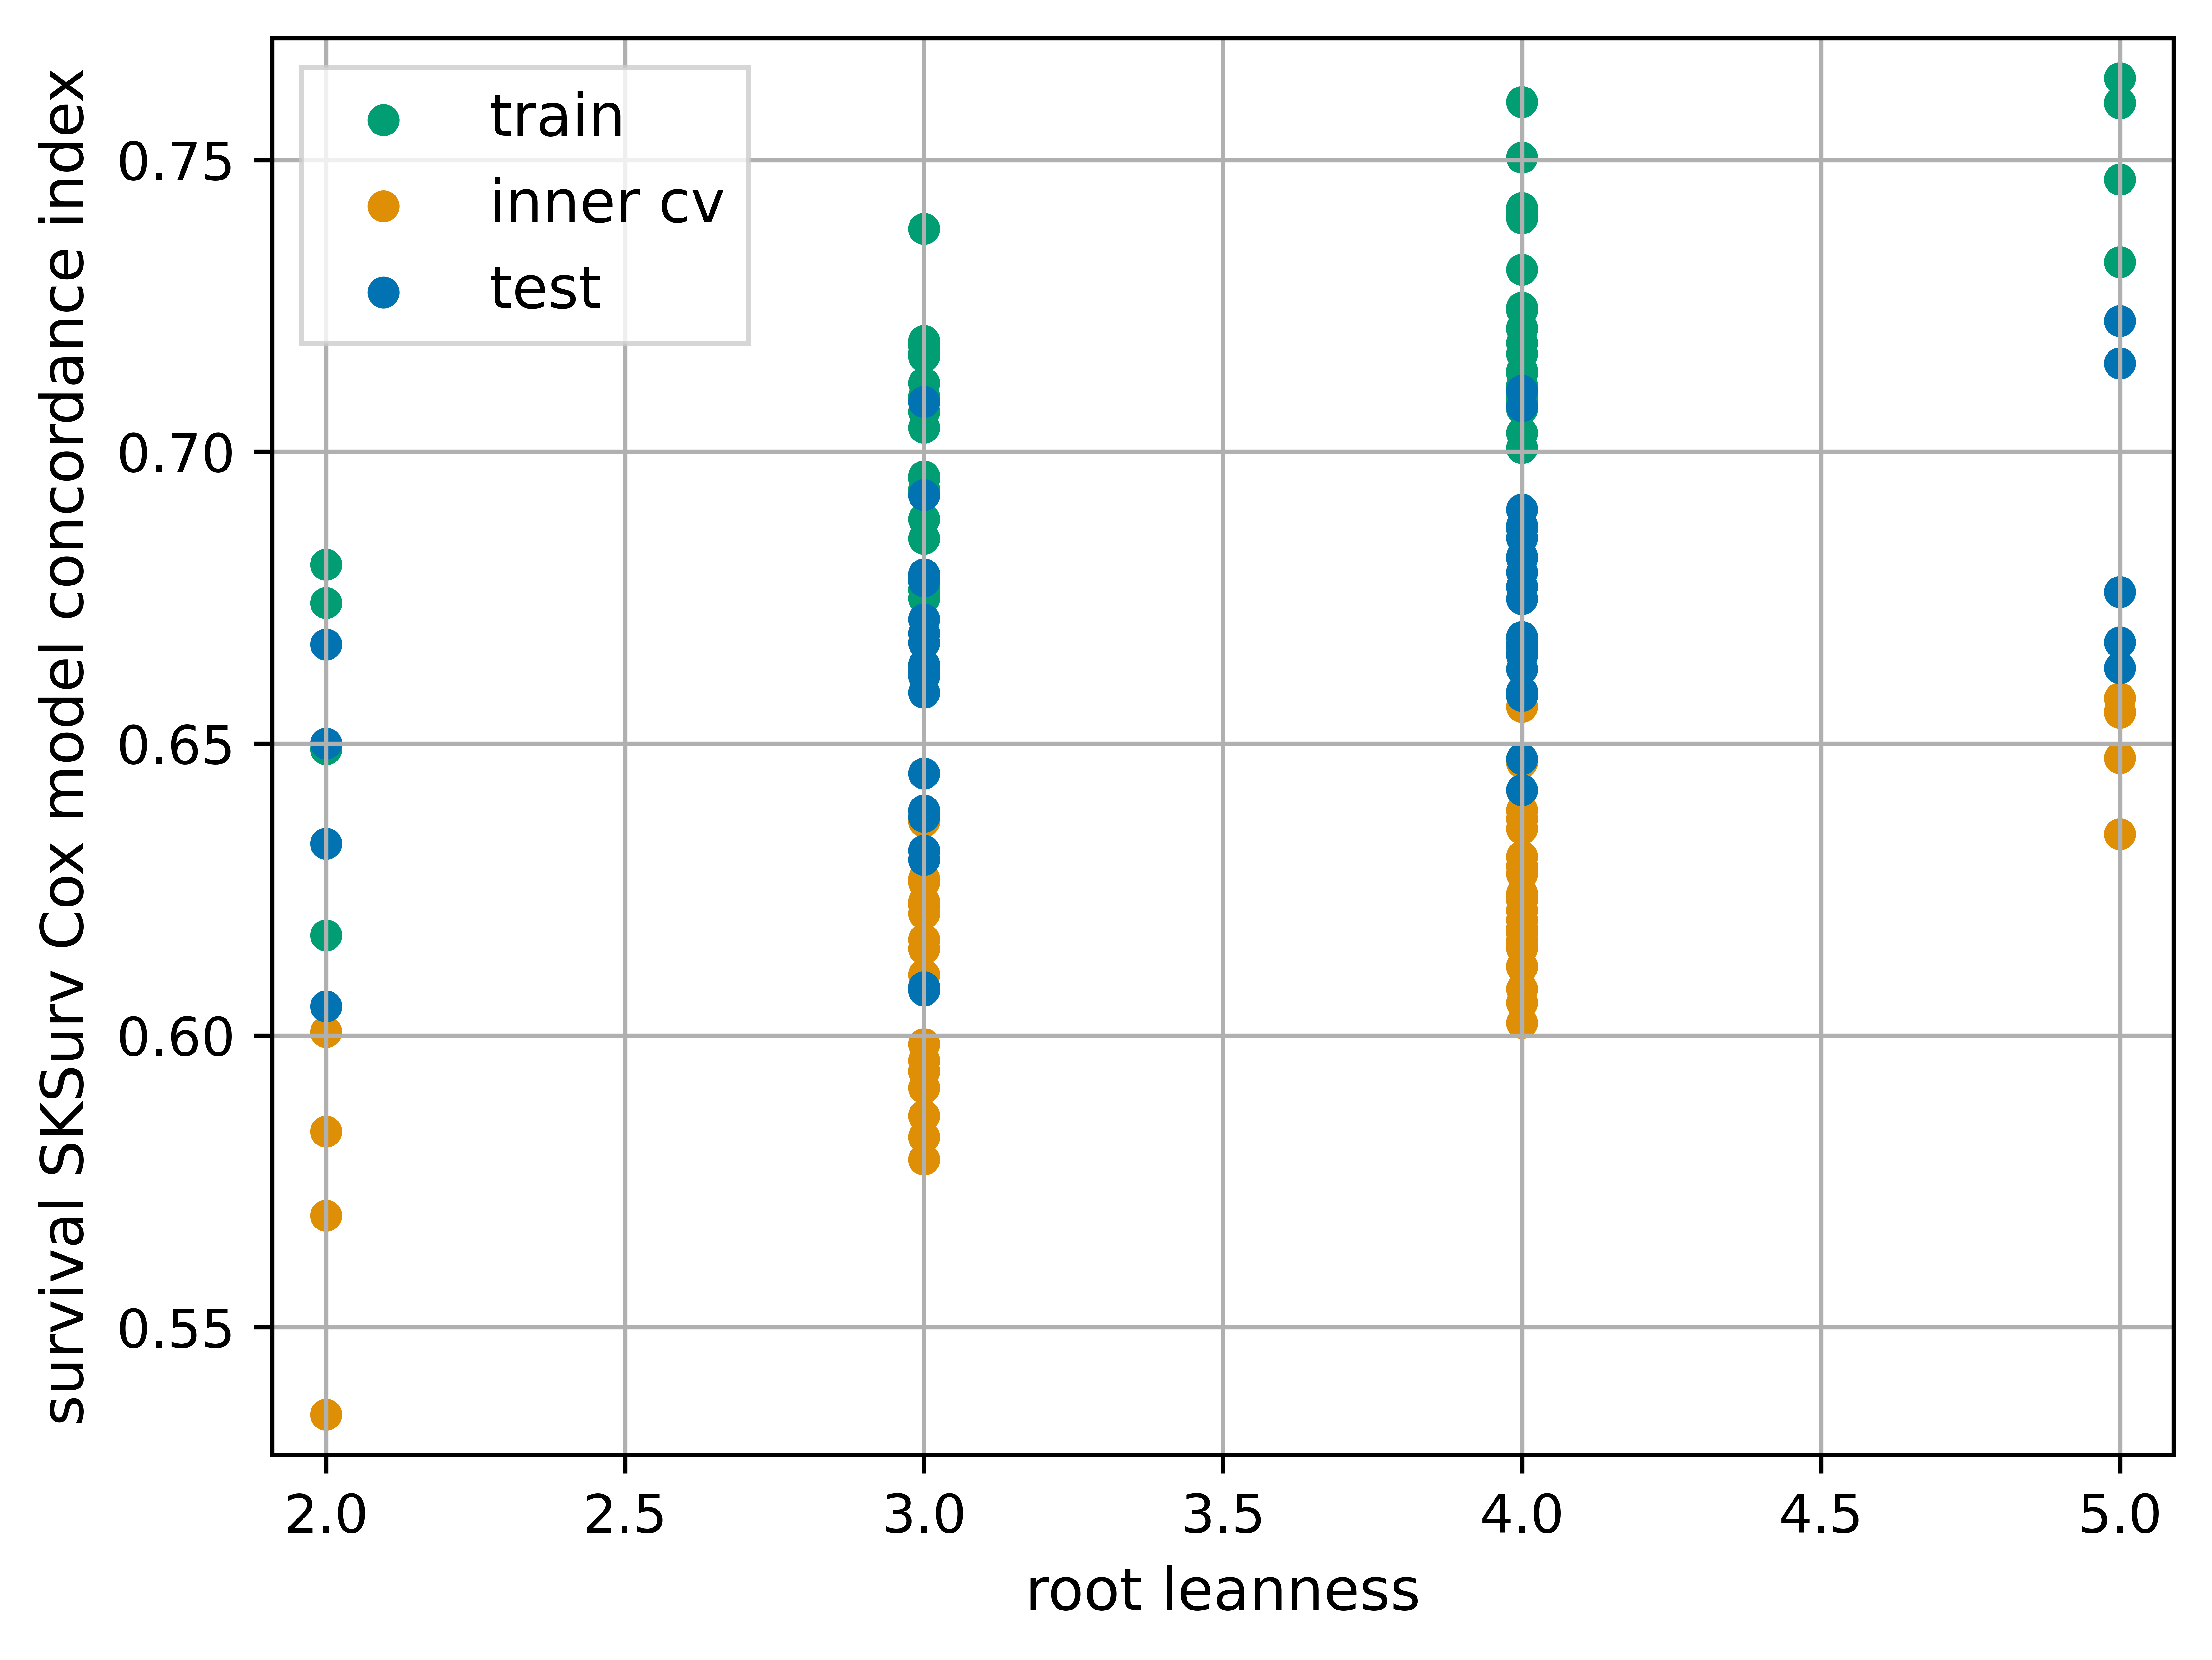 survival SKSurv Cox model concordance index
train
inner cv
test
0.75
0.70
0.65
0.60
0.55
2.0 2.5 3.0 3.5 4.0 4.5 5.0
root leanness